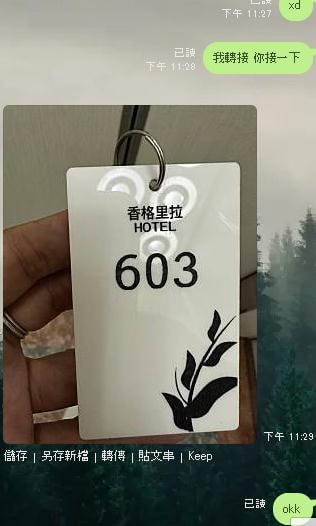 已讀
下午 11:27
xd
已讀
下午 11:28
我轉接 你接一下
香格里拉
HOTEL
603
下午 11:29
儲存 | 另存新檔 | 轉傳 | 貼文串 | Keep
已讀
okk